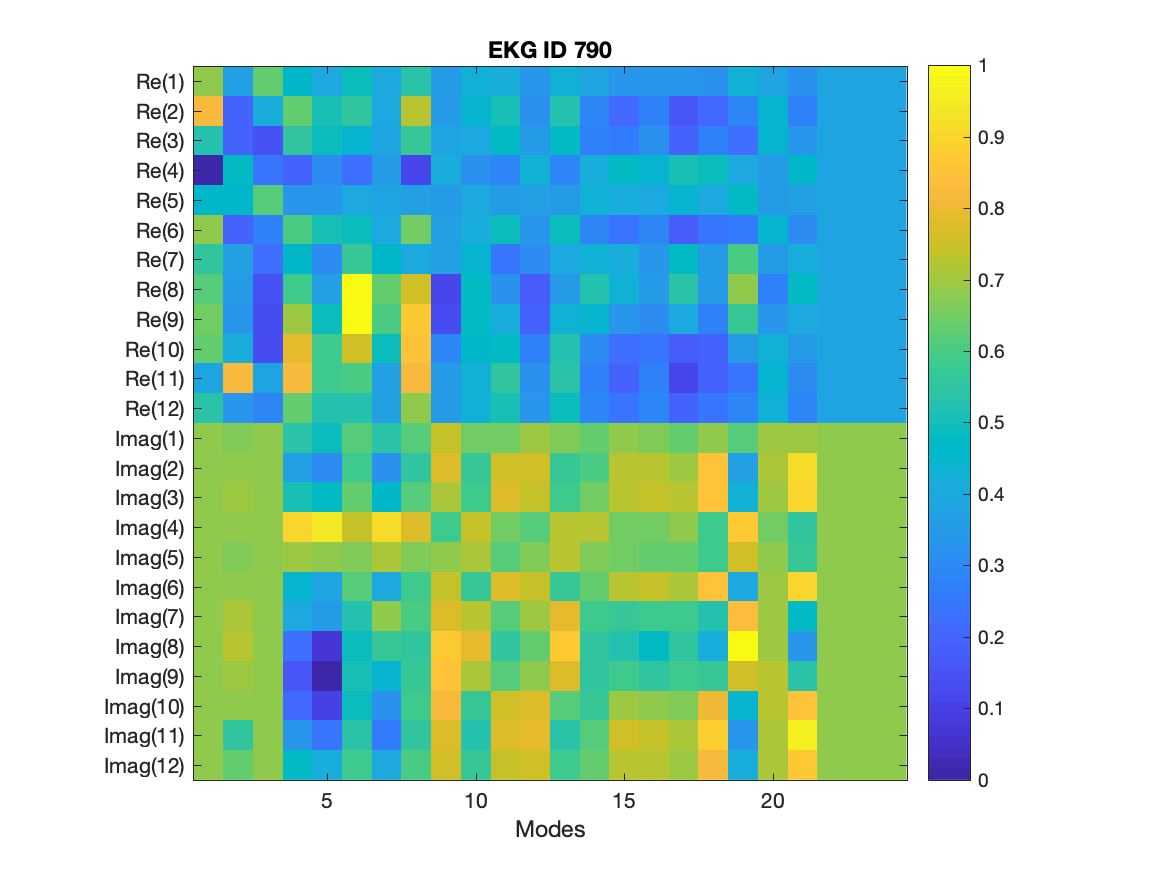 EKG ID 790
Re(1)
Re(2)
Re(3)
Re(4)
Re(5)
Re(6)
Re(7)
Re(8)
Re(9)
Re(10)
Re(11)
Re(12)
Imag(1)
Imag(2)
Imag(3)
Imag(4)
Imag(5)
Imag(6)
Imag(7)
Imag(8)
Imag(9)
Imag(10)
Imag(11)
Imag(12)
5 10 15 20
Modes
1
0.9
0.8
0.7
0.6
0.5
0.4
0.3
0.2
0.1
0